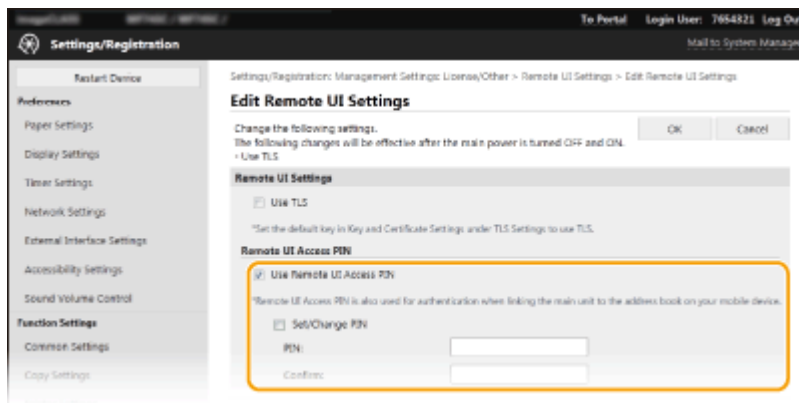 To Portal Login User: 7654321 Log Ou
Settings/Registration
Mail to System Manage
Restart Device
Preferences
Paper Settings
Display Settings
Timer Settings
Network Settings
External Interface Settings
Accessibility Settings
Sound Volume Control
Function Settings
Common Settings
Copy Settings
Settings/Registration: Management Settings: License/Other > Remote UI Settings > Edit Remote UI Settings
Edit Remote UI Settings
Change the following settings.
The following changes will be effective after the main power is turned OFF and ON.
- Use TLS
OK Cancel
Remote UI Settings
Use TLS
*Set the default key in Key and Certificate Settings under TLS Settings to use TLS.
Remote UI Access PIN
Use Remote UI Access PIN
*Remote UI Access PIN is also used for authentication when linking the main unit to the address book on your mobile device.
Set/Change PIN
PIN:
Confirm: